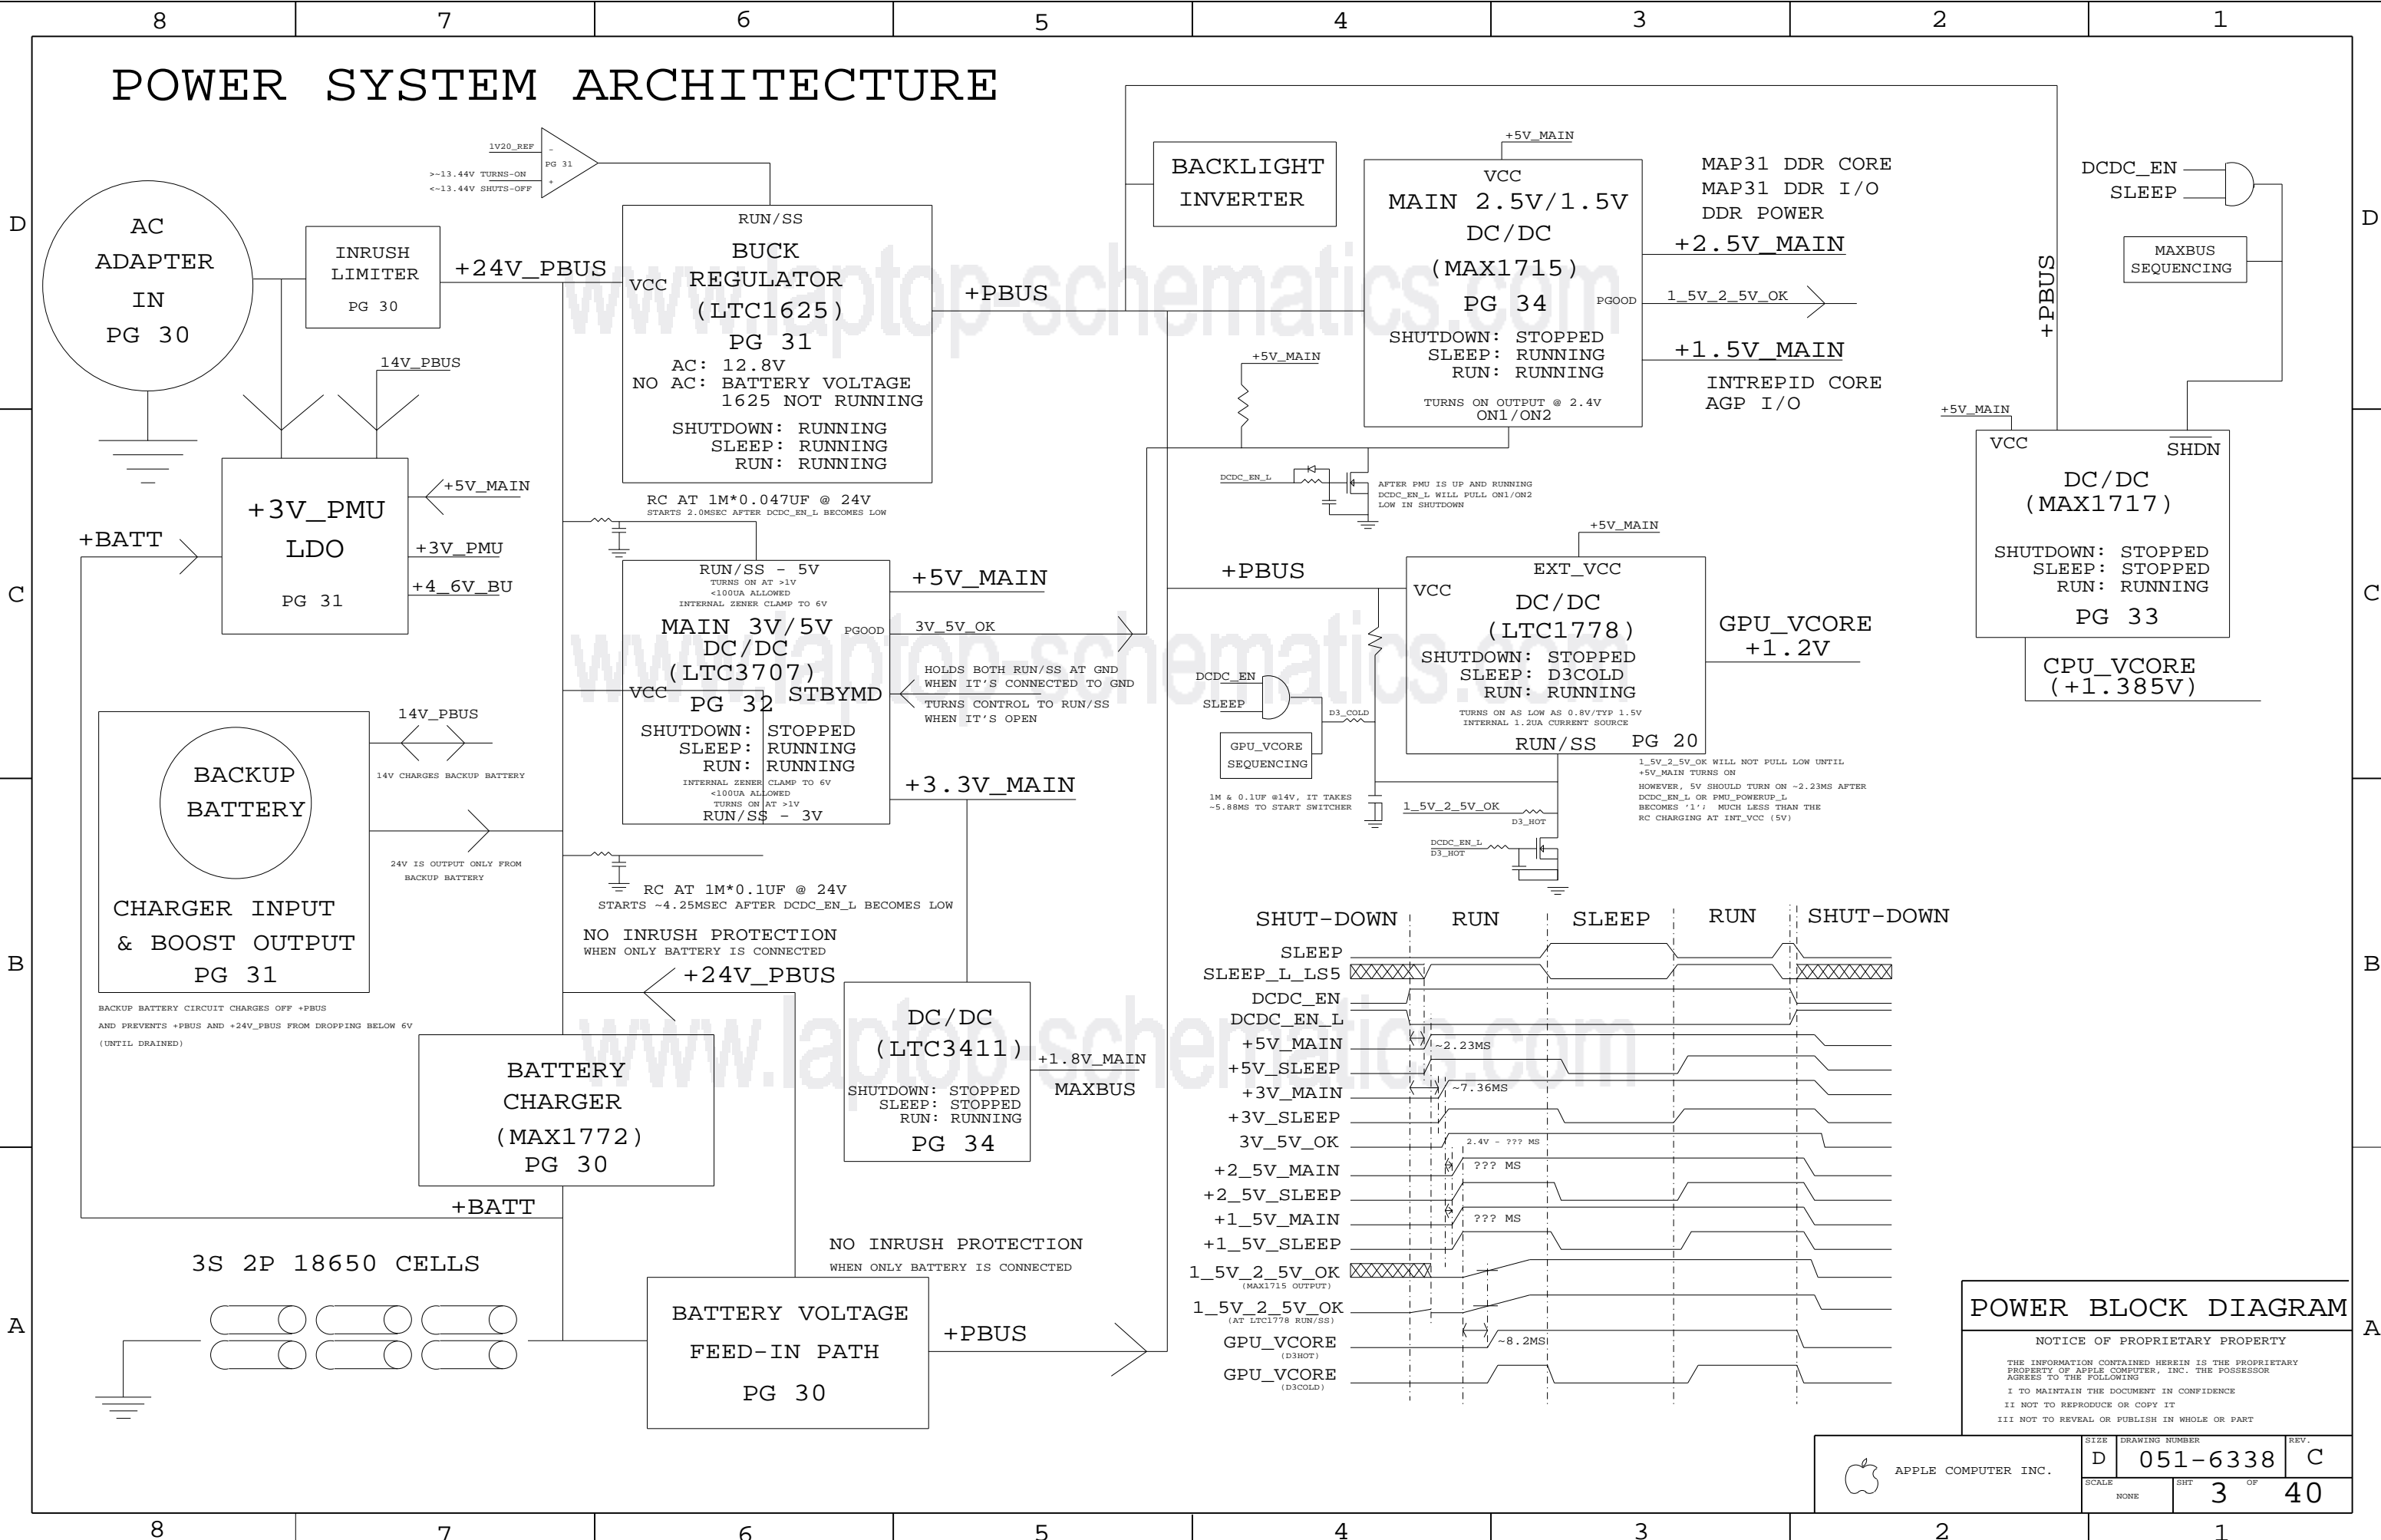 8 7 6 5 4 3 2 1
POWER SYSTEM ARCHITECTURE
D
C
B
A
AC
ADAPTER
IN
PG 30
INRUSH
LIMITER
PG 30
+24V_PBUS
14V_PBUS
1V20_REF
>~13.44V TURNS-ON
<~13.44V SHUTS-OFF
-
PG 31
+
RUN/SS
BUCK
VCC REGULATOR
(LTC1625)
PG 31
AC: 12.8V
NO AC: BATTERY VOLTAGE
1625 NOT RUNNING
SHUTDOWN: RUNNING
SLEEP: RUNNING
RUN: RUNNING
+PBUS
RC AT 1M*0.047UF @ 24V
STARTS 2.0MSEC AFTER DCDC_EN_L BECOMES LOW
+3V_PMU
LDO
PG 31
+BATT
+5V_MAIN
+3V_PMU
+4_6V_BU
RUN/SS - 5V
TURNS ON AT >1V
<100UA ALLOWED
INTERNAL ZENER CLAMP TO 6V
MAIN 3V/5V
PGOOD
DC/DC
(LTC3707)
VCC
STBYMD
PG 32
SHUTDOWN: STOPPED
SLEEP: RUNNING
RUN: RUNNING
INTERNAL ZENER CLAMP TO 6V
<100UA ALLOWED
TURNS ON AT >1V
RUN/SS - 3V
+5V_MAIN
3V_5V_OK
HOLDS BOTH RUN/SS AT GND
WHEN IT'S CONNECTED TO GND
TURNS CONTROL TO RUN/SS
WHEN IT'S OPEN
+3.3V_MAIN
RC AT 1M*0.1UF @ 24V
STARTS ~4.25MSEC AFTER DCDC_EN_L BECOMES LOW
BACKUP
BATTERY
CHARGER INPUT
& BOOST OUTPUT
PG 31
14V_PBUS
14V CHARGES BACKUP BATTERY
24V IS OUTPUT ONLY FROM
BACKUP BATTERY
BACKUP BATTERY CIRCUIT CHARGES OFF +PBUS
AND PREVENTS +PBUS AND +24V_PBUS FROM DROPPING BELOW 6V
(UNTIL DRAINED)
NO INRUSH PROTECTION
WHEN ONLY BATTERY IS CONNECTED
+24V_PBUS
BATTERY
CHARGER
(MAX1772)
PG 30
+BATT
3S 2P 18650 CELLS
DC/DC
(LTC3411)
SHUTDOWN: STOPPED
SLEEP: STOPPED
RUN: RUNNING
PG 34
+1.8V_MAIN
MAXBUS
NO INRUSH PROTECTION
WHEN ONLY BATTERY IS CONNECTED
BATTERY VOLTAGE
FEED-IN PATH
PG 30
+PBUS
BACKLIGHT
INVERTER
+5V_MAIN
VCC
MAIN 2.5V/1.5V
DC/DC
(MAX1715)
PG 34
PGOOD
SHUTDOWN: STOPPED
SLEEP: RUNNING
RUN: RUNNING
TURNS ON OUTPUT @ 2.4V
ON1/ON2
MAP31 DDR CORE
MAP31 DDR I/O
DDR POWER
+2.5V_MAIN
1_5V_2_5V_OK
+1.5V_MAIN
INTREPID CORE
AGP I/O
+5V_MAIN
DCDC_EN_L
AFTER PMU IS UP AND RUNNING
DCDC_EN_L WILL PULL ON1/ON2
LOW IN SHUTDOWN
+PBUS
+5V_MAIN
EXT_VCC
VCC
DC/DC
(LTC1778)
SHUTDOWN: STOPPED
SLEEP: D3COLD
RUN: RUNNING
TURNS ON AS LOW AS 0.8V/TYP 1.5V
INTERNAL 1.2UA CURRENT SOURCE
RUN/SS PG 20
GPU_VCORE
+1.2V
DCDC_EN
SLEEP
D3_COLD
GPU_VCORE
SEQUENCING
1M & 0.1UF @14V, IT TAKES
~5.88MS TO START SWITCHER
1_5V_2_5V_OK
D3_HOT
DCDC_EN_L
D3_HOT
1_5V_2_5V_OK WILL NOT PULL LOW UNTIL
+5V_MAIN TURNS ON
HOWEVER, 5V SHOULD TURN ON ~2.23MS AFTER
DCDC_EN_L OR PMU_POWERUP_L
BECOMES '1'; MUCH LESS THAN THE
RC CHARGING AT INT_VCC (5V)
DCDC_EN
SLEEP
MAXBUS
SEQUENCING
+PBUS
+5V_MAIN
VCC
SHDN
DC/DC
(MAX1717)
SHUTDOWN: STOPPED
SLEEP: STOPPED
RUN: RUNNING
PG 33
CPU_VCORE
(+1.385V)
SHUT-DOWN RUN SLEEP RUN SHUT-DOWN
SLEEP
SLEEP_L_LS5
DCDC_EN
DCDC_EN_L
+5V_MAIN ~2.23MS
+5V_SLEEP
+3V_MAIN ~7.36MS
+3V_SLEEP
3V_5V_OK 2.4V - ??? MS
+2_5V_MAIN ??? MS
+2_5V_SLEEP
+1_5V_MAIN ??? MS
+1_5V_SLEEP
1_5V_2_5V_OK
(MAX1715 OUTPUT)
1_5V_2_5V_OK
(AT LTC1778 RUN/SS)
GPU_VCORE ~8.2MS
(D3HOT)
GPU_VCORE
(D3COLD)
www.laptop-schematics.com
www.laptop-schematics.com
www.laptop-schematics.com
POWER BLOCK DIAGRAM
NOTICE OF PROPRIETARY PROPERTY
THE INFORMATION CONTAINED HEREIN IS THE PROPRIETARY
PROPERTY OF APPLE COMPUTER, INC. THE POSSESSOR
AGREES TO THE FOLLOWING
I TO MAINTAIN THE DOCUMENT IN CONFIDENCE
II NOT TO REPRODUCE OR COPY IT
III NOT TO REVEAL OR PUBLISH IN WHOLE OR PART
APPLE COMPUTER INC.
SIZE DRAWING NUMBER REV.
D 051-6338 C
SCALE SHT OF
NONE 3 40
D
C
B
A
8 7 6 5 4 3 2 1